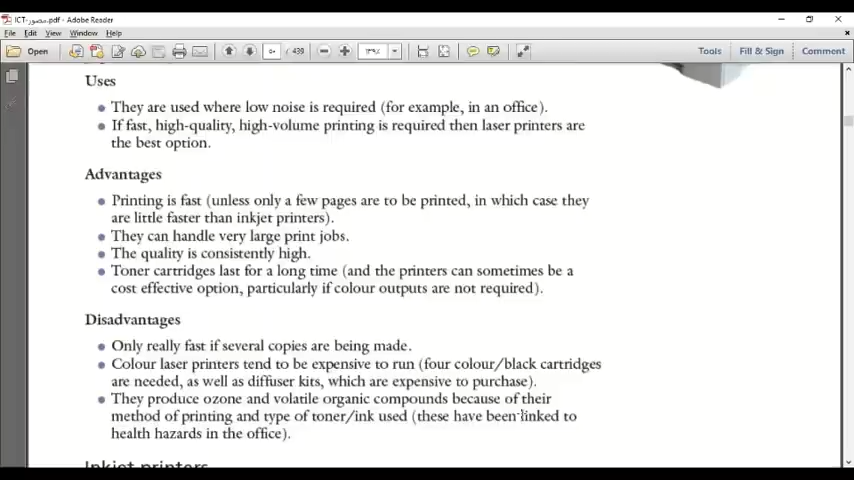 ICT-مصور.pdf - Adobe Reader
File Edit View Window Help
Open
٥٠ / 439
Tools Fill & Sign Comment
Uses
They are used where low noise is required (for example, in an office).
If fast, high-quality, high-volume printing is required then laser printers are
the best option.
Advantages
Printing is fast (unless only a few pages are to be printed, in which case they
are little faster than inkjet printers).
They can handle very large print jobs.
The quality is consistently high.
Toner cartridges last for a long time (and the printers can sometimes be a
cost effective option, particularly if colour outputs are not required).
Disadvantages
Only really fast if several copies are being made.
Colour laser printers tend to be expensive to run (four colour/black cartridges
are needed, as well as diffuser kits, which are expensive to purchase).
They produce ozone and volatile organic compounds because of their
method of printing and type of toner/ink used (these have been linked to
health hazards in the office).
Inkjet printers